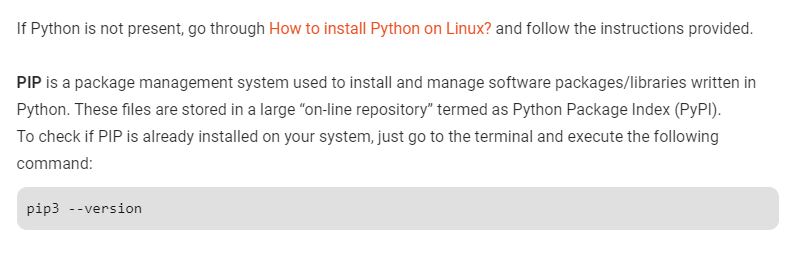 If Python is not present, go through How to install Python on Linux? and follow the instructions provided.
PIP is a package management system used to install and manage software packages/libraries written in
Python. These files are stored in a large “on-line repository” termed as Python Package Index (PyPI).
To check if PIP is already installed on your system, just go to the terminal and execute the following
command:
pip3 --version